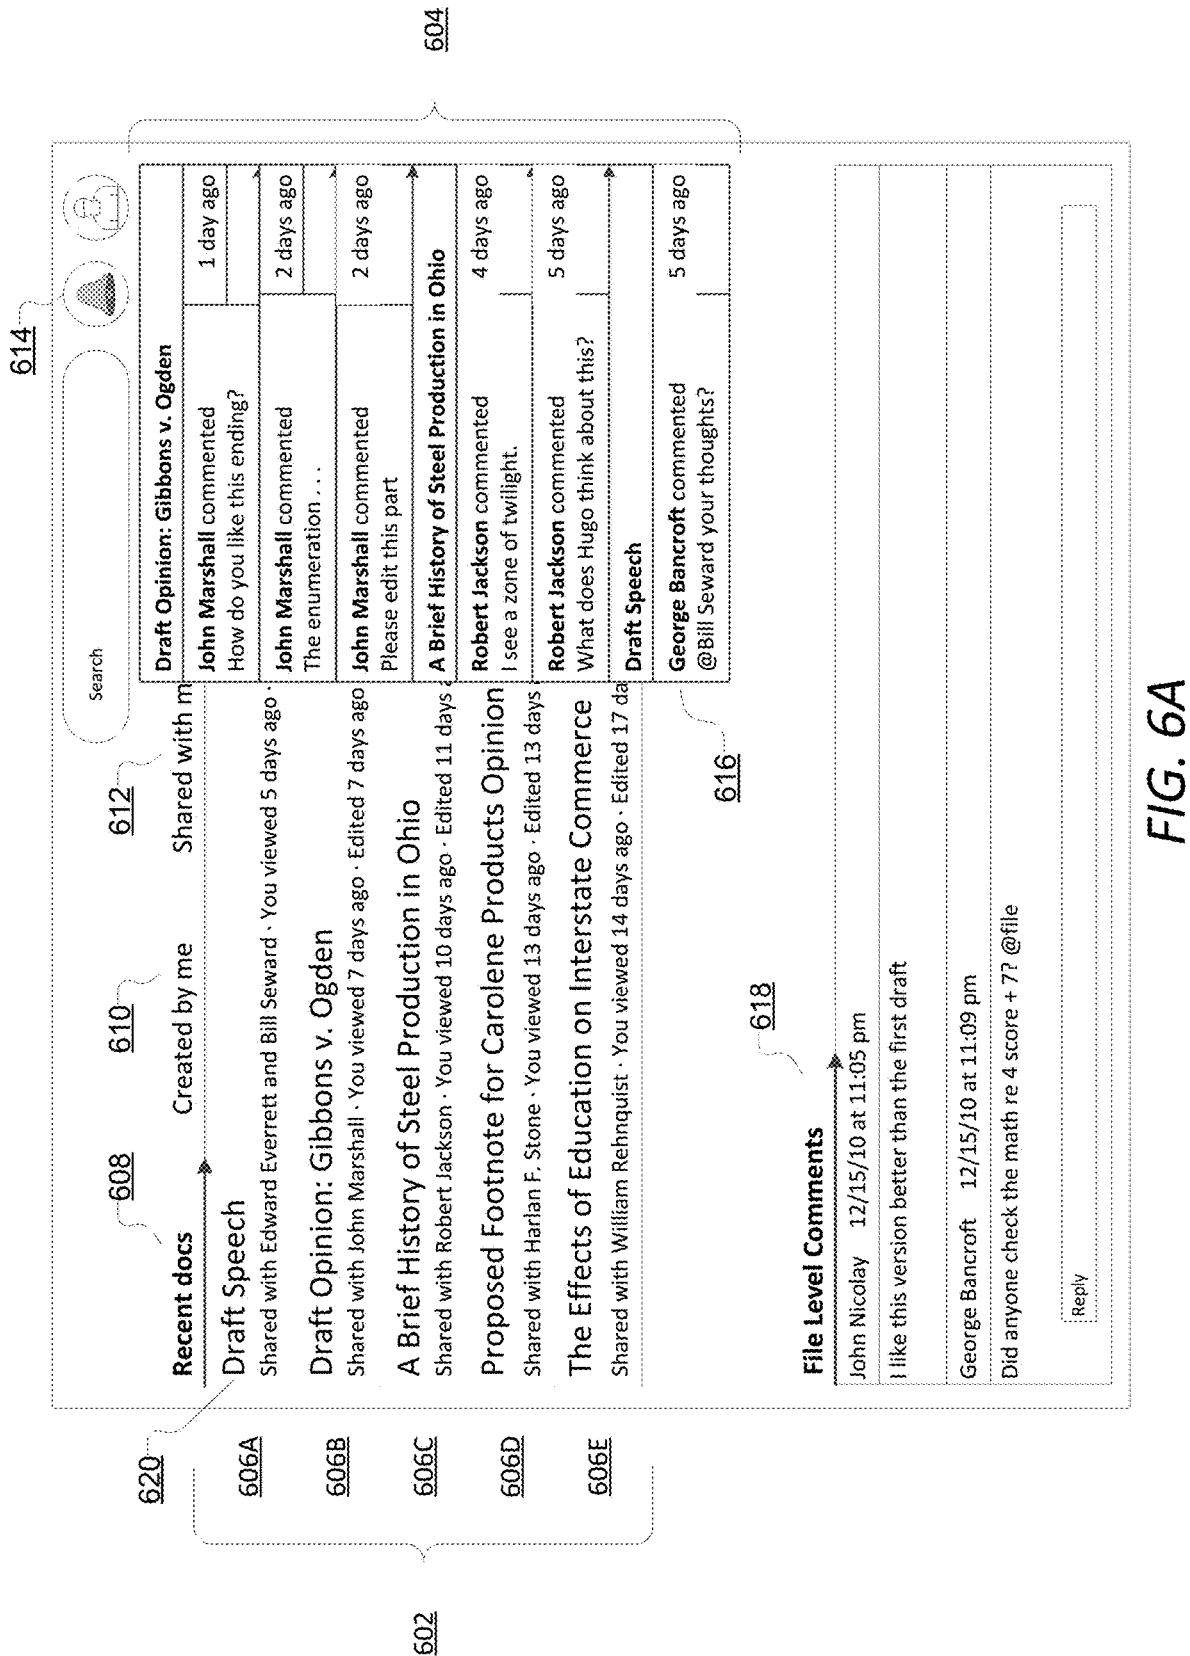 604
614
Search
612
610
608
620
Recent docs
Created by me
Shared with m
Draft Speech
Shared with Edward Everrett and Bill Seward · You viewed 5 days ago ·
606A
Draft Opinion: Gibbons v. Ogden
Shared with John Marshall · You viewed 7 days ago · Edited 7 days ago
606B
A Brief History of Steel Production in Ohio
Shared with Robert Jackson · You viewed 10 days ago · Edited 11 days
606C
Proposed Footnote for Carolene Products Opinion
Shared with Harlan F. Stone · You viewed 13 days ago · Edited 13 days
606D
The Effects of Education on Interstate Commerce
Shared with William Rehnquist · You viewed 14 days ago · Edited 17 da
606E
602
Draft Opinion: Gibbons v. Ogden
John Marshall commented
1 day ago
How do you like this ending?
John Marshall commented
2 days ago
The enumeration...
John Marshall commented
2 days ago
Please edit this part
A Brief History of Steel Production in Ohio
Robert Jackson commented
4 days ago
I see a zone of twilight.
Robert Jackson commented
5 days ago
What does Hugo think about this?
Draft Speech
George Bancroft commented
5 days ago
@Bill Seward your thoughts?
616
618
File Level Comments
John Nicolay 12/15/10 at 11:05 pm
I like this version better than the first draft
George Bancroft 12/15/10 at 11:09 pm
Did anyone check the math re 4 score + 7? @file
Reply
FIG. 6A